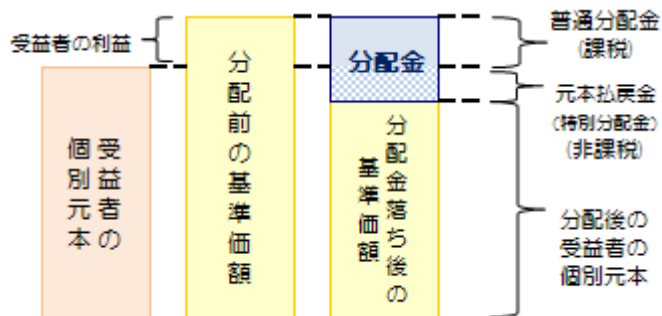 受益者の利益
受益者の
個別元本
分配前の基準価額
分配金
分配金落ち後の
基準価額
普通分配金
(課税)
元本払戻金
(特別分配金)
(非課税)
分配後の
受益者の
個別元本